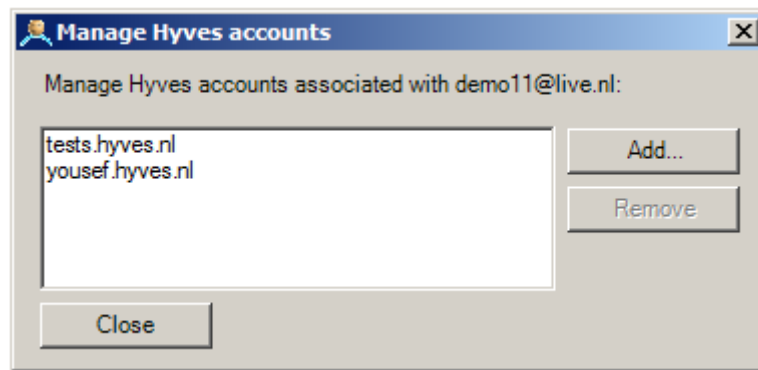 Manage Hyves accounts
Manage Hyves accounts associated with demo11@live.nl:
tests.hyves.nl
yousef.hyves.nl
Add...
Remove
Close